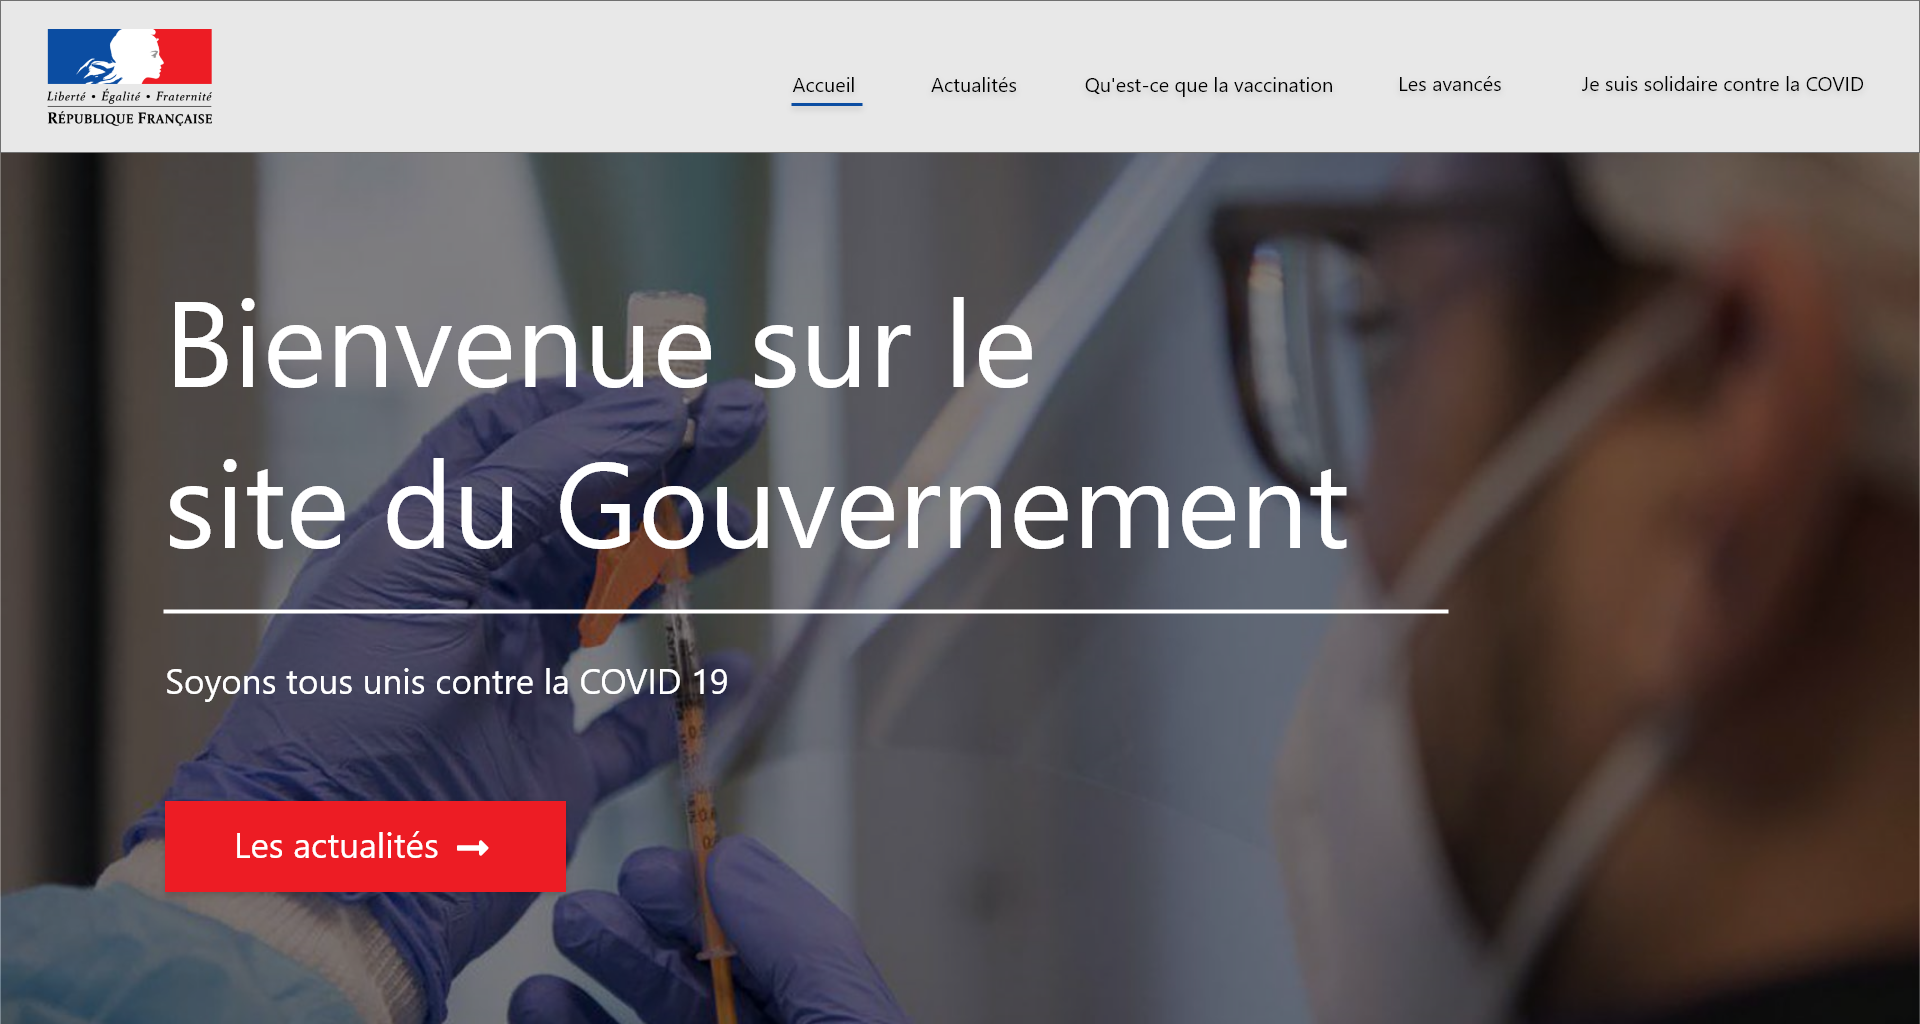 Liberté • Égalité • Fraternité
RÉPUBLIQUE FRANÇAISE
Accueil
Actualités
Qu'est-ce que la vaccination
Les avancés
Je suis solidaire contre la COVID
Bienvenue sur le
site du Gouvernement
Soyons tous unis contre la COVID 19
Les actualités